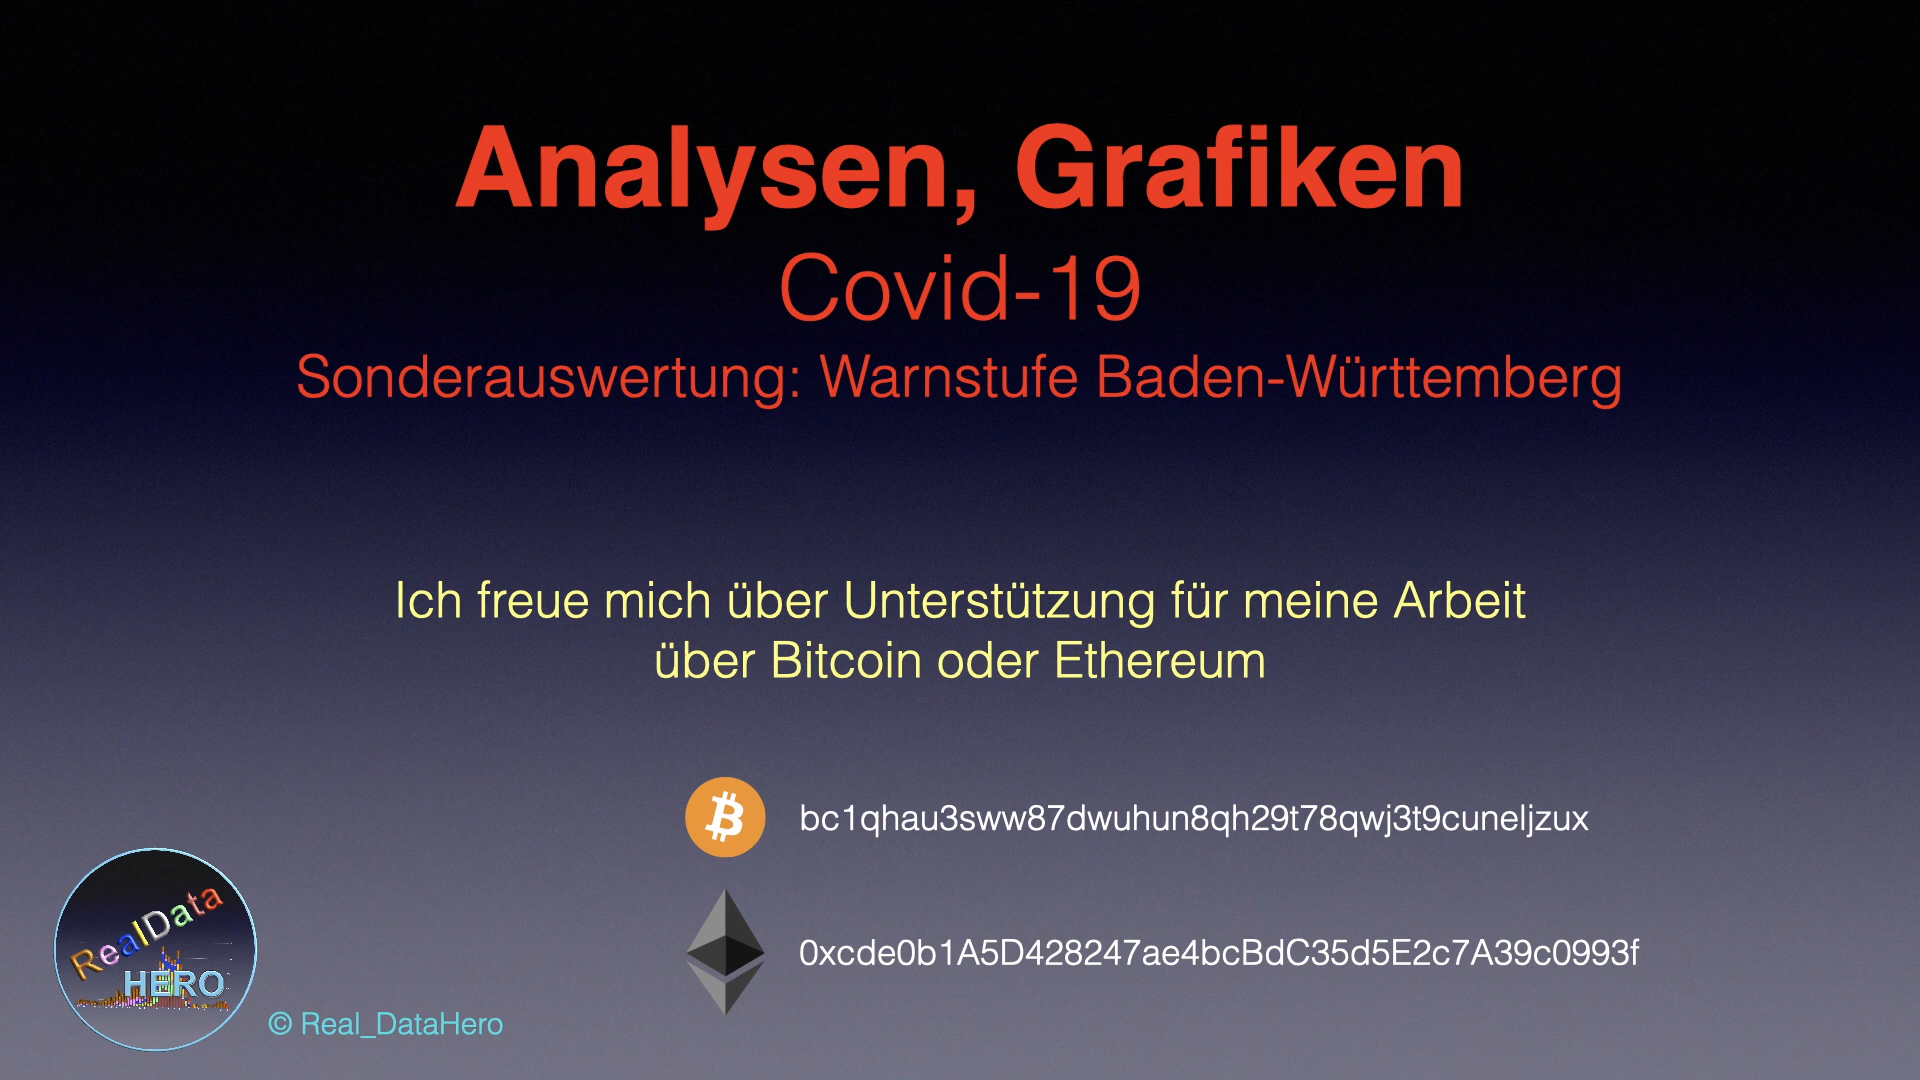 Analysen, Grafiken
Covid-19
Sonderauswertung: Warnstufe Baden-Württemberg
Ich freue mich über Unterstützung für meine Arbeit
über Bitcoin oder Ethereum
bc1qhau3sww87dwuhun8qh29t78qwj3t9cuneljzux
0xcde0b1A5D428247ae4bcBdC35d5E2c7A39c0993f
RealData
HERO
© Real_DataHero